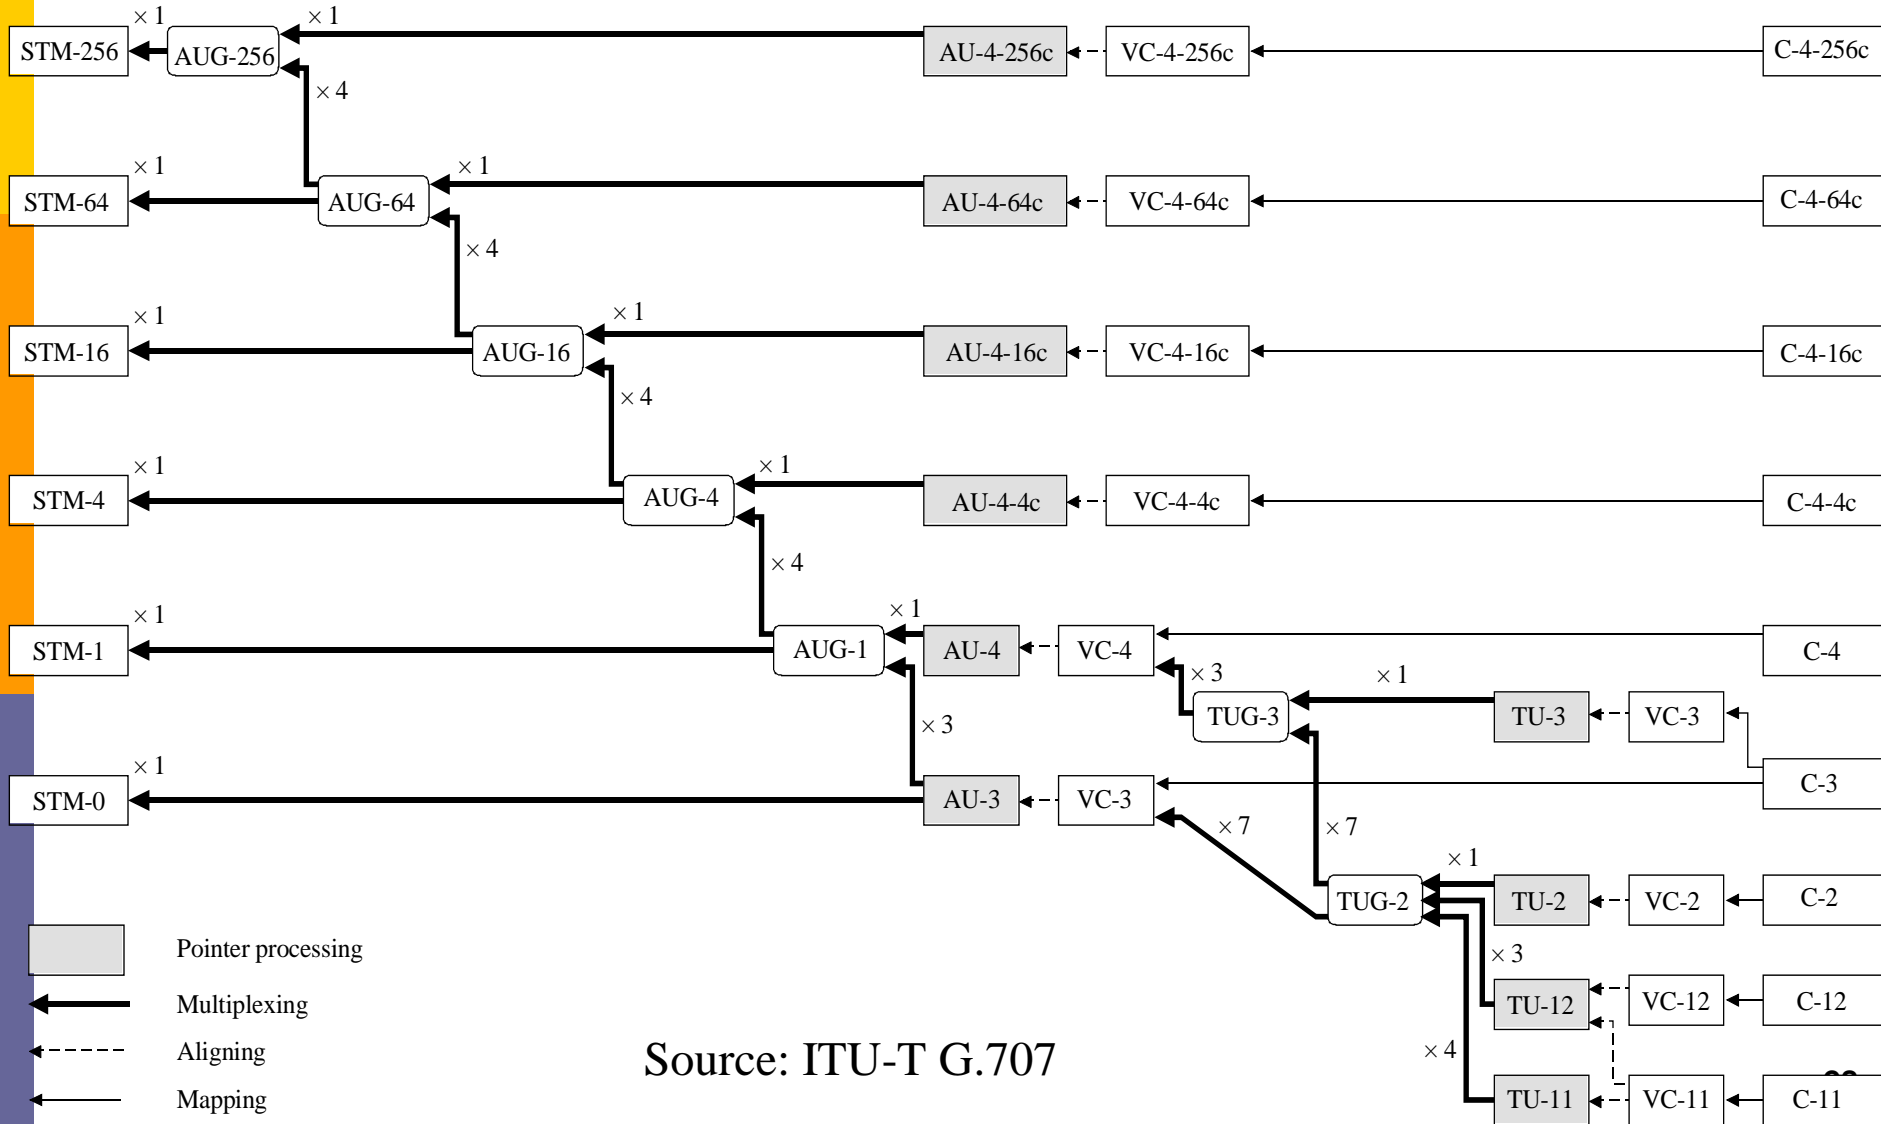 × 1
× 1
STM-256
AUG-256
AU-4-256c
VC-4-256c
C-4-256c
× 4
× 1
× 1
STM-64
AUG-64
AU-4-64c
VC-4-64c
C-4-64c
× 4
× 1
× 1
STM-16
AUG-16
AU-4-16c
VC-4-16c
C-4-16c
× 4
× 1
× 1
STM-4
AUG-4
AU-4-4c
VC-4-4c
C-4-4c
× 4
× 1
× 1
STM-1
AUG-1
AU-4
VC-4
C-4
× 3
× 1
TUG-3
TU-3
VC-3
× 3
× 1
STM-0
AU-3
VC-3
C-3
× 7
× 7
× 1
TUG-2
TU-2
VC-2
C-2
Pointer processing
× 3
Multiplexing
TU-12
VC-12
C-12
Aligning
Source: ITU-T G.707
× 4
Mapping
TU-11
VC-11
C-11